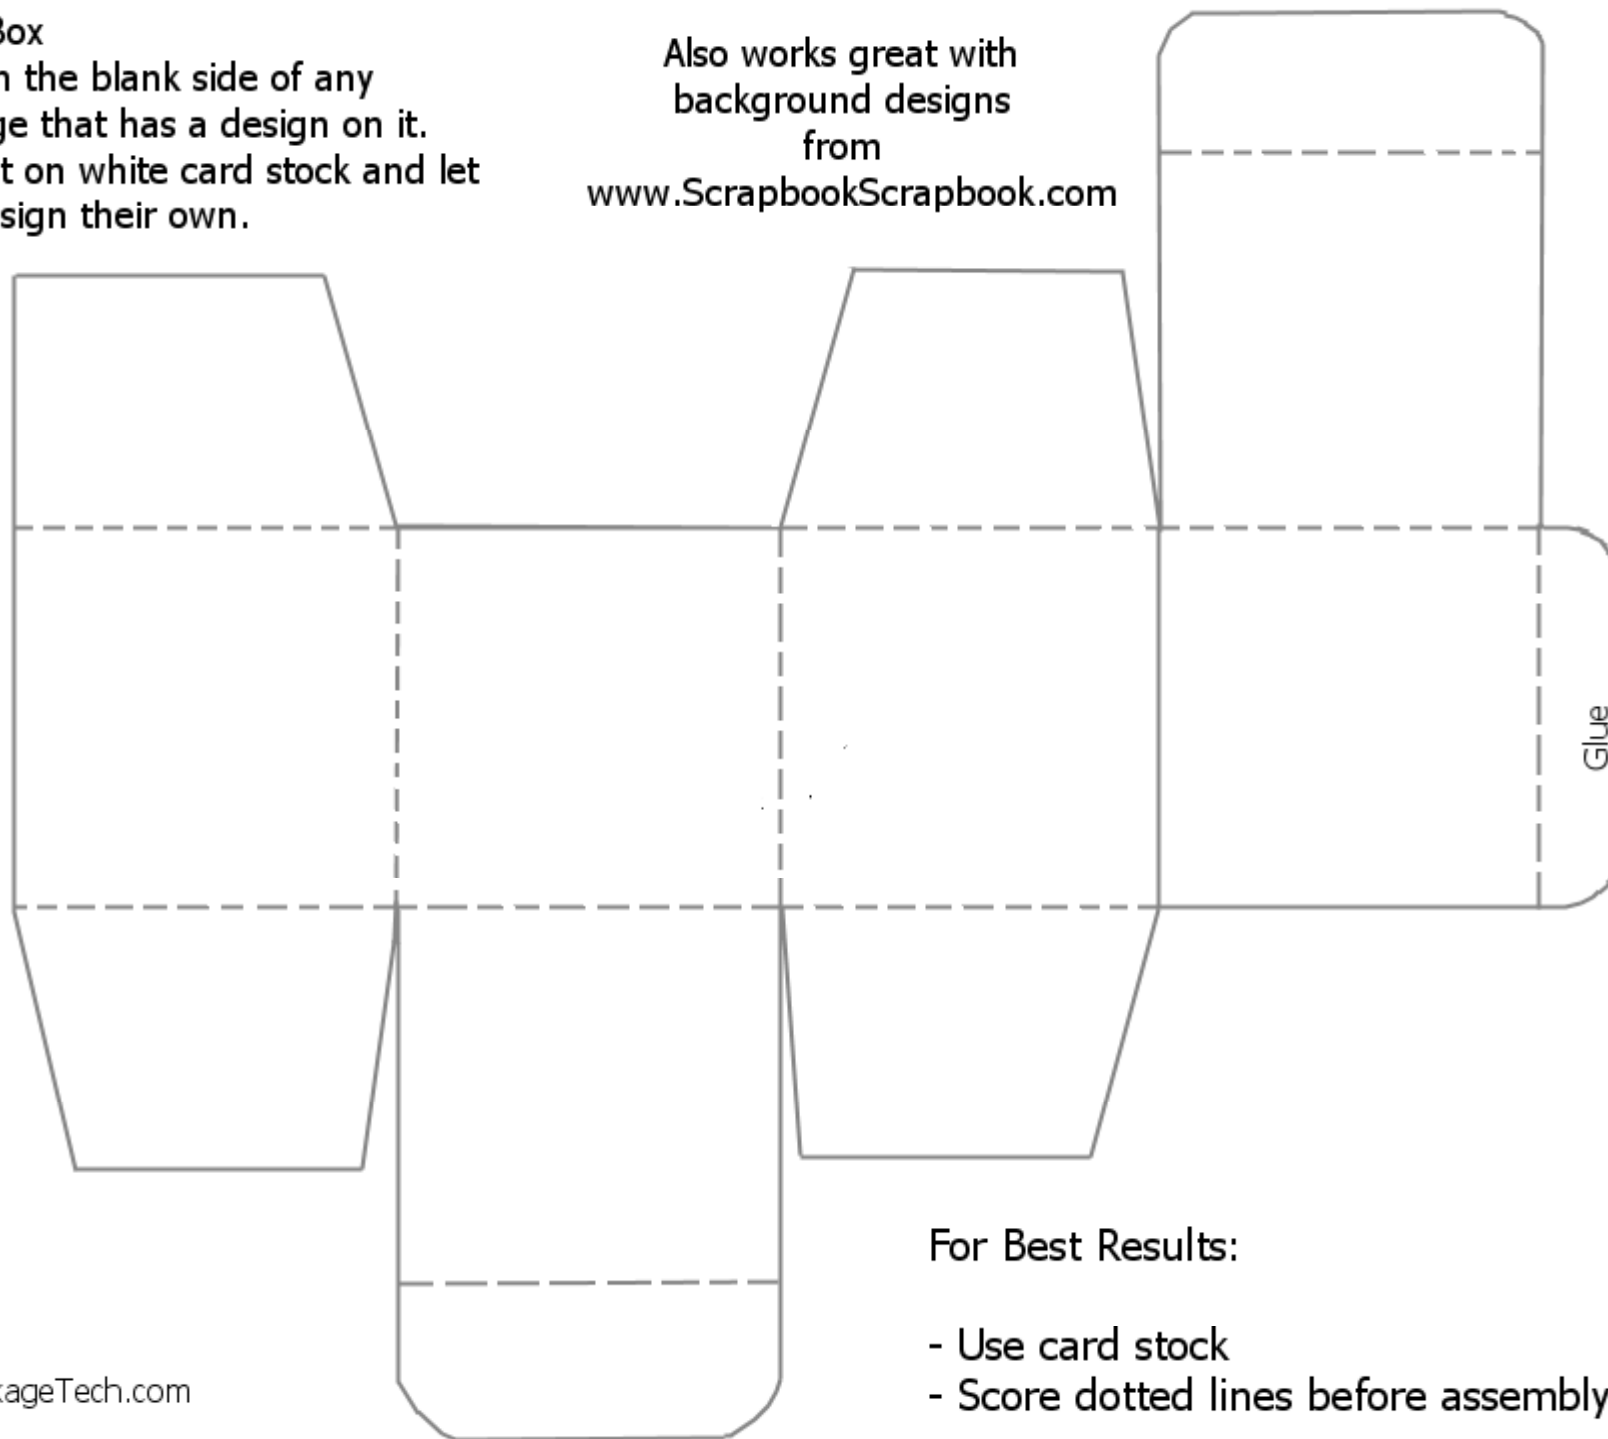 Box
n the blank side of any
ge that has a design on it.
t on white card stock and let
sign their own.
Also works great with
background designs
from
www.ScrapbookScrapbook.com
Glue
For Best Results:
- Use card stock
- Score dotted lines before assembly
kageTech.com